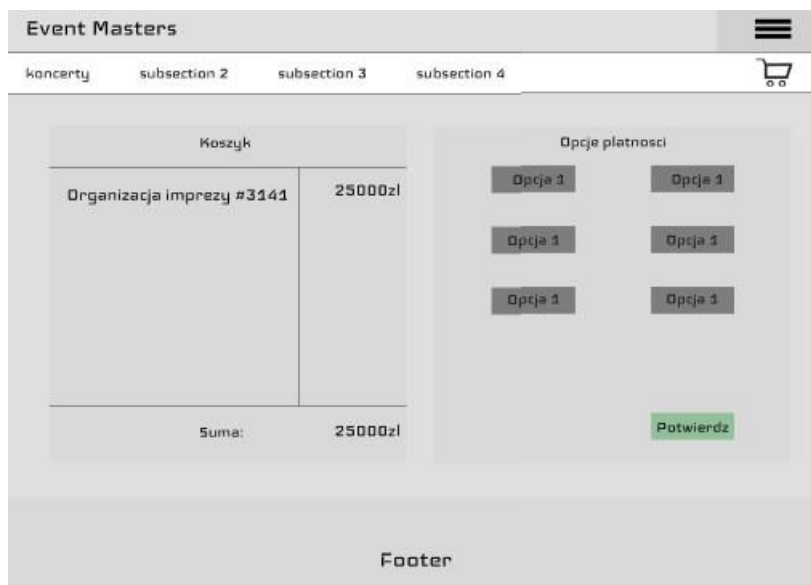 Event Masters
koncerty subsection 2 subsection 3 subsection 4
Koszyk
Organizacja imprezy #3141 25000zl
Suma: 25000zl
Opcje platnosci
Opcja 1 Opcja 1
Opcja 1 Opcja 1
Opcja 1 Opcja 1
Potwierdz
Footer